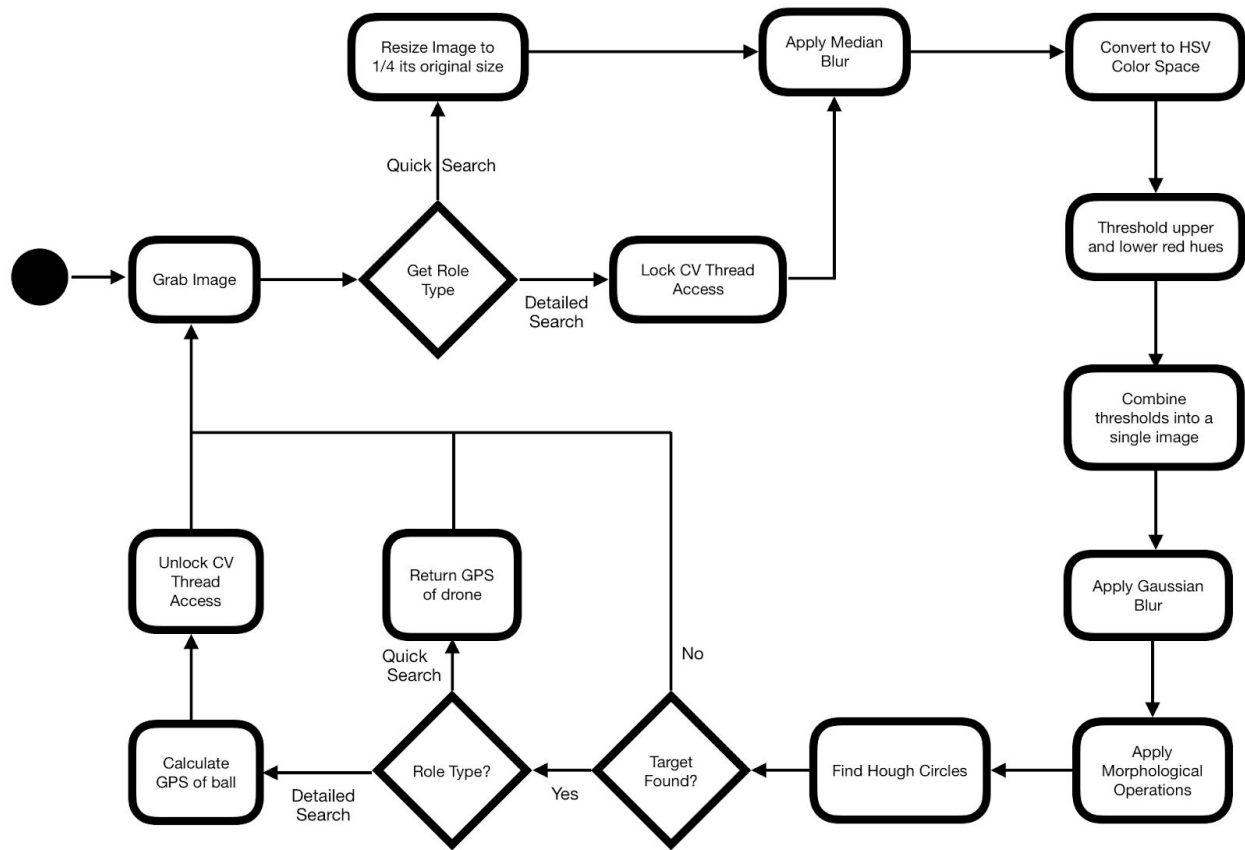 Resize Image to
1/4 its original size
Apply Median
Blur
Convert to HSV
Color Space
Quick Search
Threshold upper
and lower red hues
Grab Image
Get Role
Type
Detailed
Search
Lock CV Thread
Access
Combine
thresholds into a
single image
Unlock CV
Thread
Access
Return GPS
of drone
Apply Gaussian
Blur
Quick
Search
No
Calculate
GPS of ball
Detailed
Search
Role Type?
Yes
Target
Found?
Find Hough Circles
Apply
Morphological
Operations